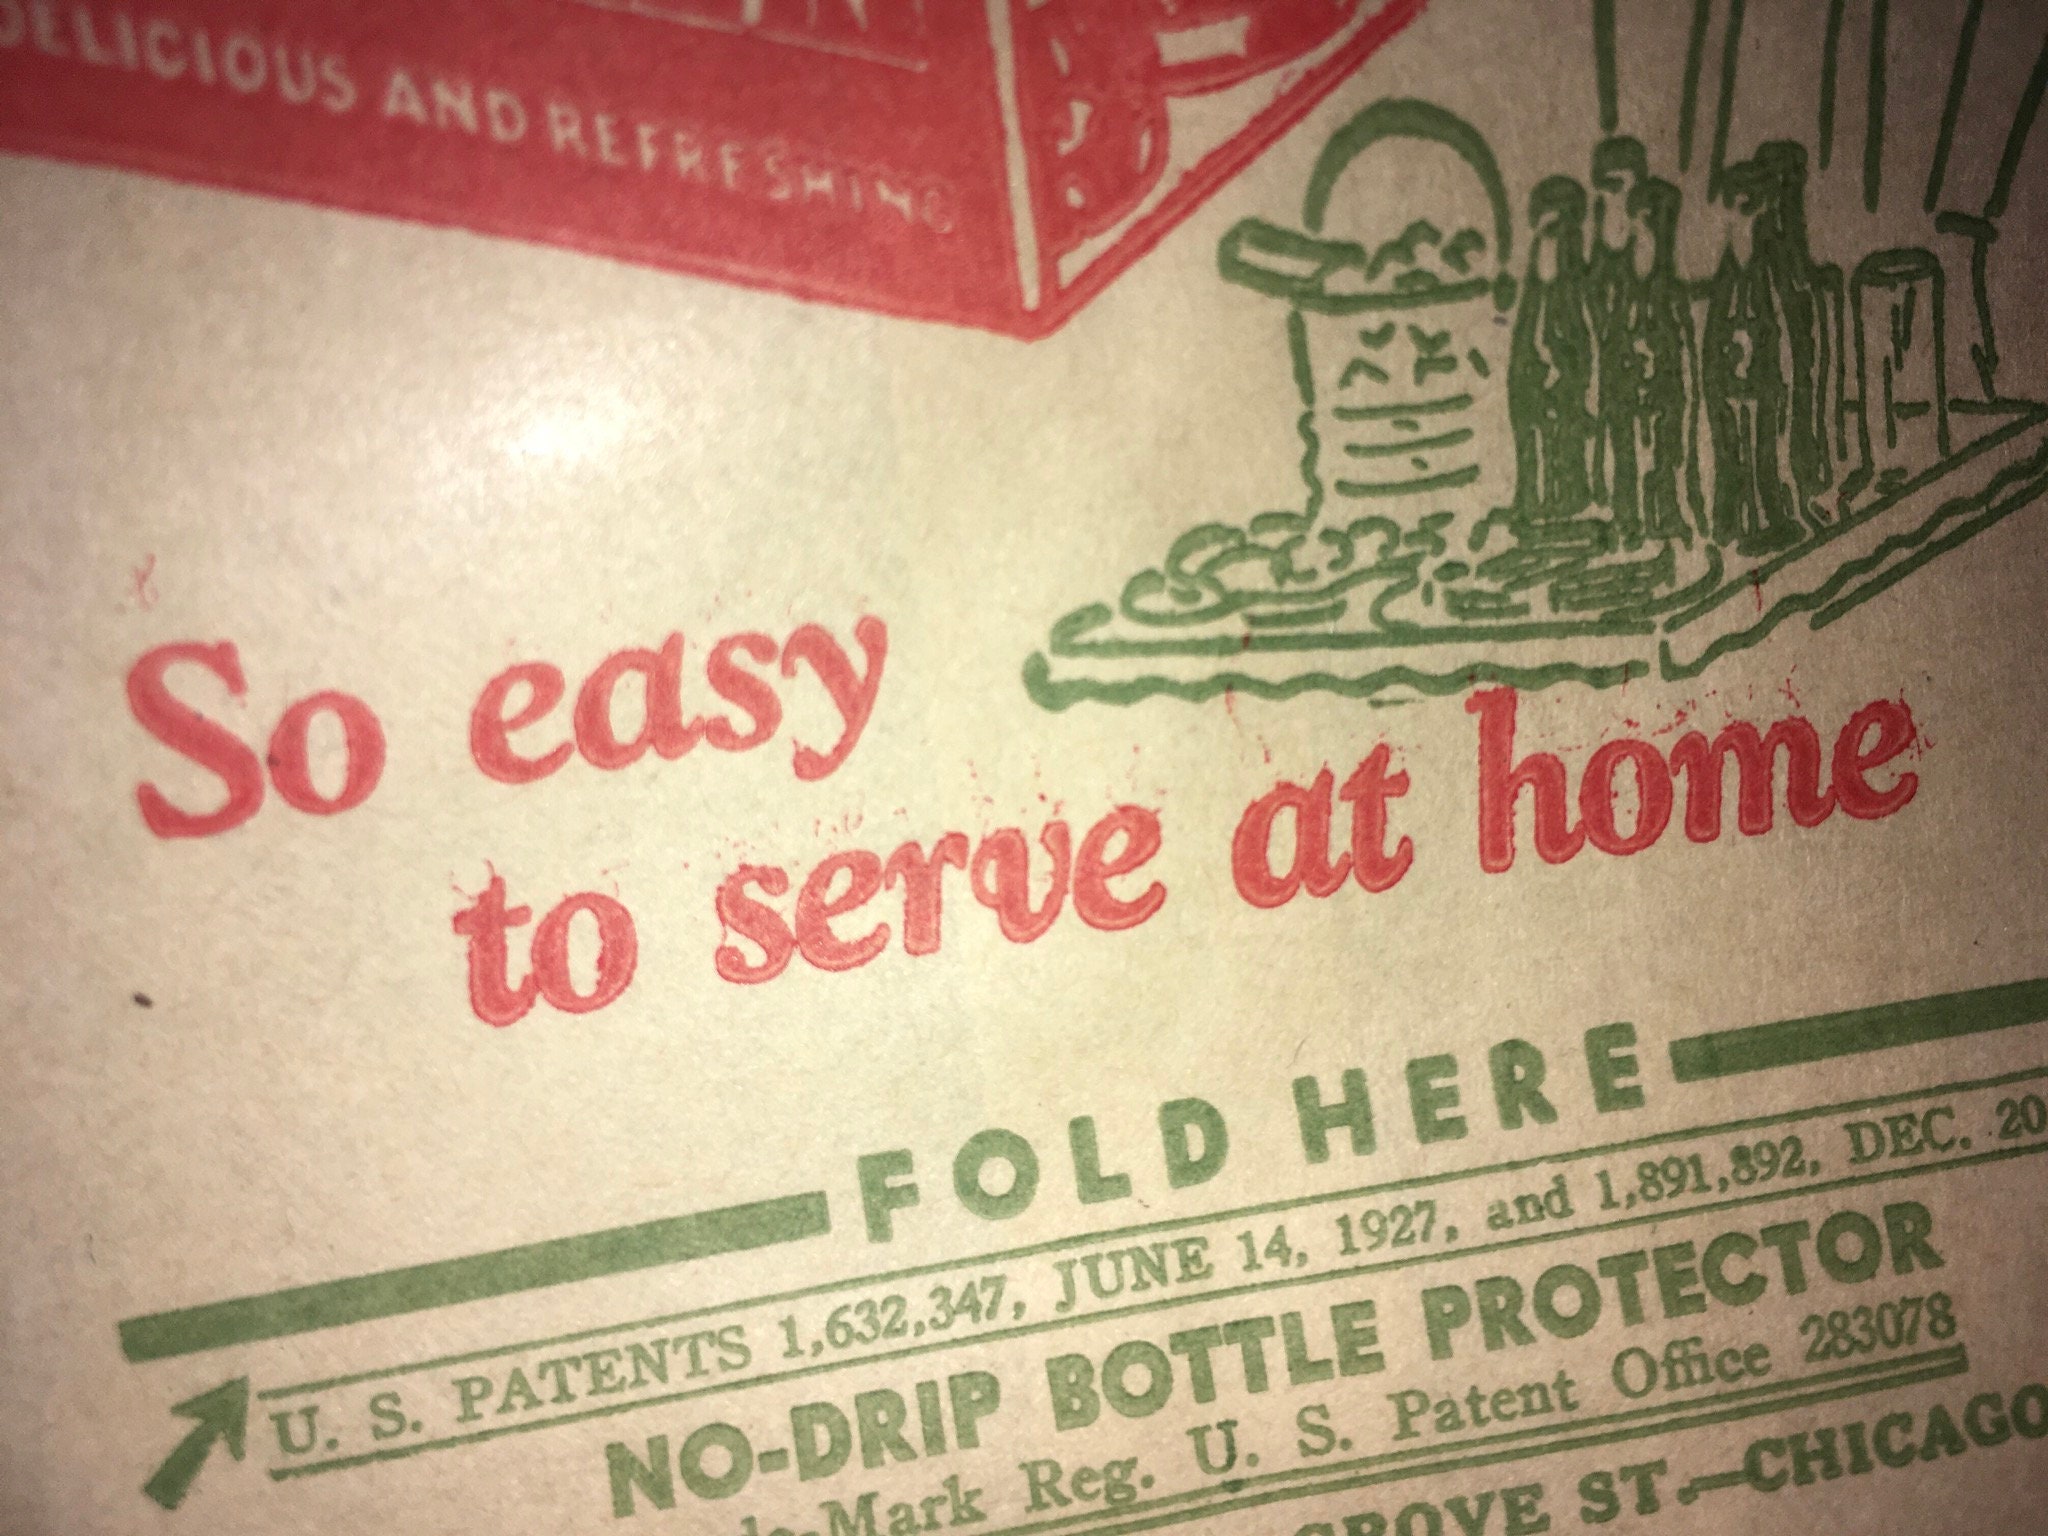 DELICIOUS AND REFRESHING
So easy
to serve at home
FOLD HERE
U. S. PATENTS 1,632,347, JUNE 14, 1927, and 1,891,892, DEC. 20
NO-DRIP BOTTLE PROTECTOR
Mark Reg. U. S. Patent Office 283078
GROVE ST.—CHICAGO